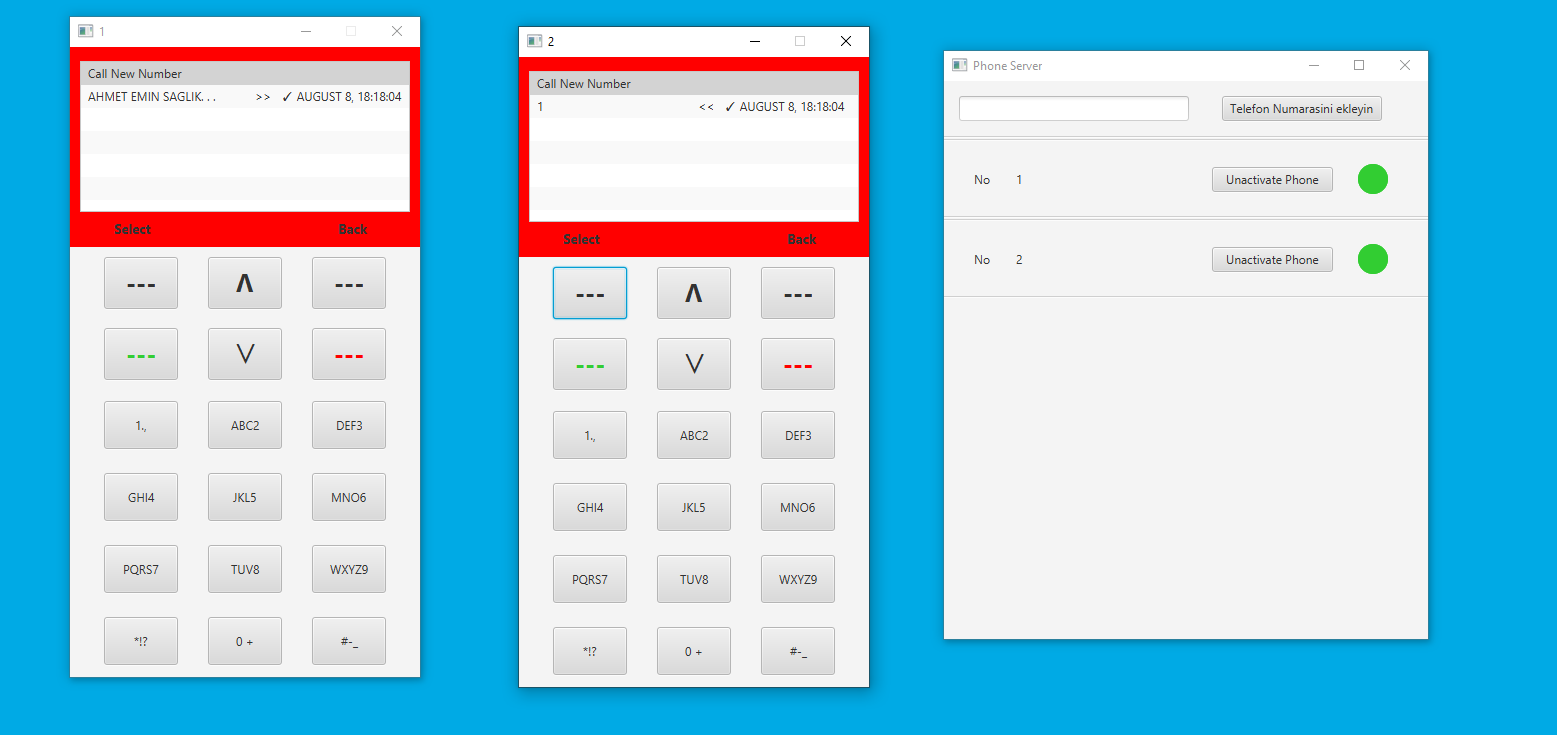 1
Call New Number
AHMET EMIN SAGLIK. . . >> ✓ AUGUST 8, 18:18:04
Select Back
--- Λ ---
--- V ---
1., ABC2 DEF3
GHI4 JKL5 MNO6
PQRS7 TUV8 WXYZ9
*!? 0 + #-_
2
Call New Number
1 << ✓ AUGUST 8, 18:18:04
Select Back
--- Λ ---
--- V ---
1., ABC2 DEF3
GHI4 JKL5 MNO6
PQRS7 TUV8 WXYZ9
*!? 0 + #-_
Phone Server
Telefon Numarasini ekleyin
No 1 Unactivate Phone
No 2 Unactivate Phone